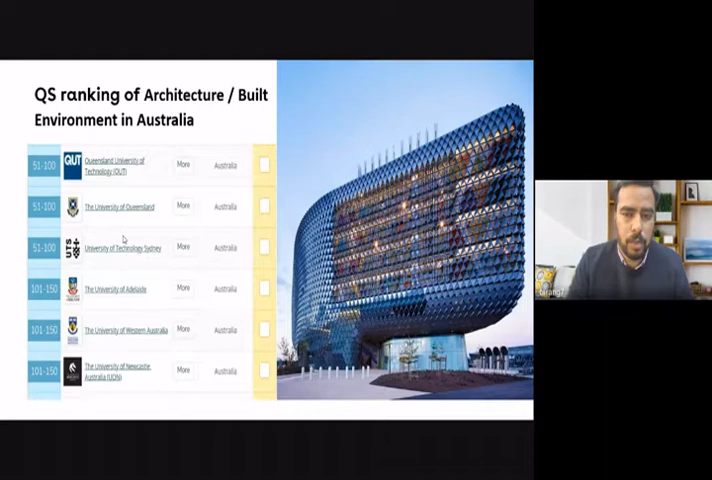 QS ranking of Architecture / Built
Environment in Australia
51-100 QUT Queensland University of
Technology (QUT) More Australia
51-100 The University of Queensland More Australia
51-100 UTS University of Technology Sydney More Australia
101-150 The University of Adelaide More Australia
101-150 The University of Western Australia More Australia
101-150 The University of Newcastle,
Australia (UON) More Australia